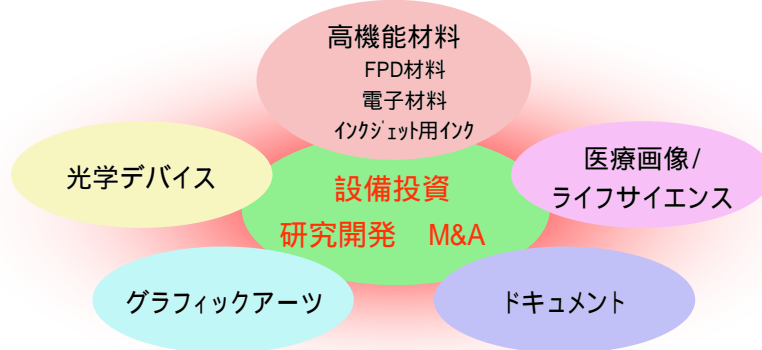 高機能材料
FPD材料
電子材料
インクジェット用インク
光学デバイス
医療画像/
ライフサイエンス
設備投資
研究開発　M&A
グラフィックアーツ
ドキュメント